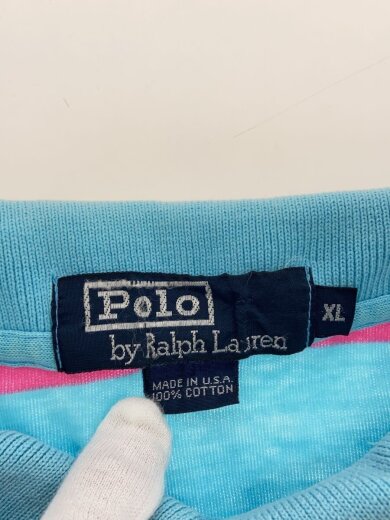 Polo
by Ralph Lauren
XL
MADE IN U.S.A.
100% COTTON